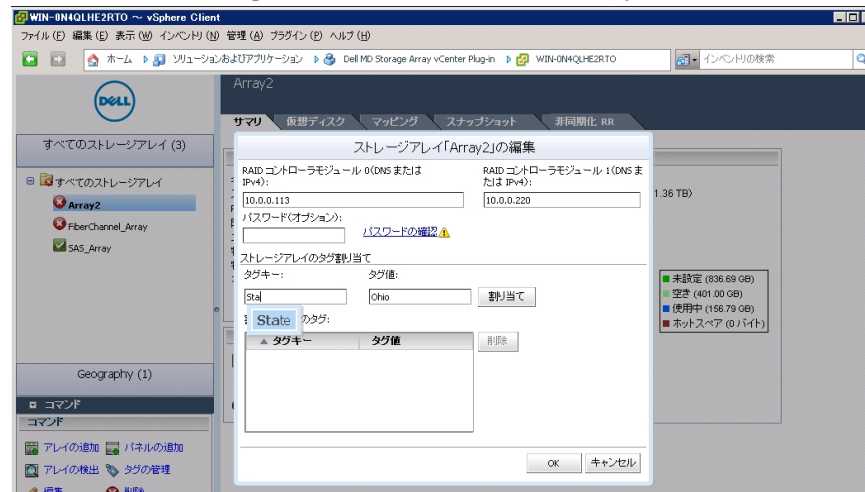 WIN-0N4QLHE2RTO ~ vSphere Client
ファイル(F) 編集(E) 表示(W) インベントリ(N) 管理(A) プラグイン(P) ヘルプ(H)
ホーム ソリューションおよびアプリケーション Dell MD Storage Array vCenter Plug-in WIN-0N4QLHE2RTO インベントリの検索
DELL
Array2
サマリ 仮想ディスク マッピング スナップショット 非同期化 RR
すべてのストレージアレイ (3)
すべてのストレージアレイ
Array2
FiberChannel_Array
SAS_Array
ストレージアレイ「Array2」の編集
RAID コントローラモジュール 0(DNS または IPv4):
RAID コントローラモジュール 1(DNS または IPv4):
10.0.0.113
10.0.0.220
パスワード(オプション):
パスワードの確認
ストレージアレイのタグ割り当て
タグキー: タグ値:
Sta Ohio 割り当て
State
のタグ:
タグキー タグ値 削除
OK キャンセル
1.36 TB)
未設定 (836.69 GB)
空き (401.00 GB)
使用中 (156.79 GB)
ホットスペア (0 バイト)
Geography (1)
コマンド
コマンド
アレイの追加 パネルの追加
アレイの検出 タグの管理
編集 削除